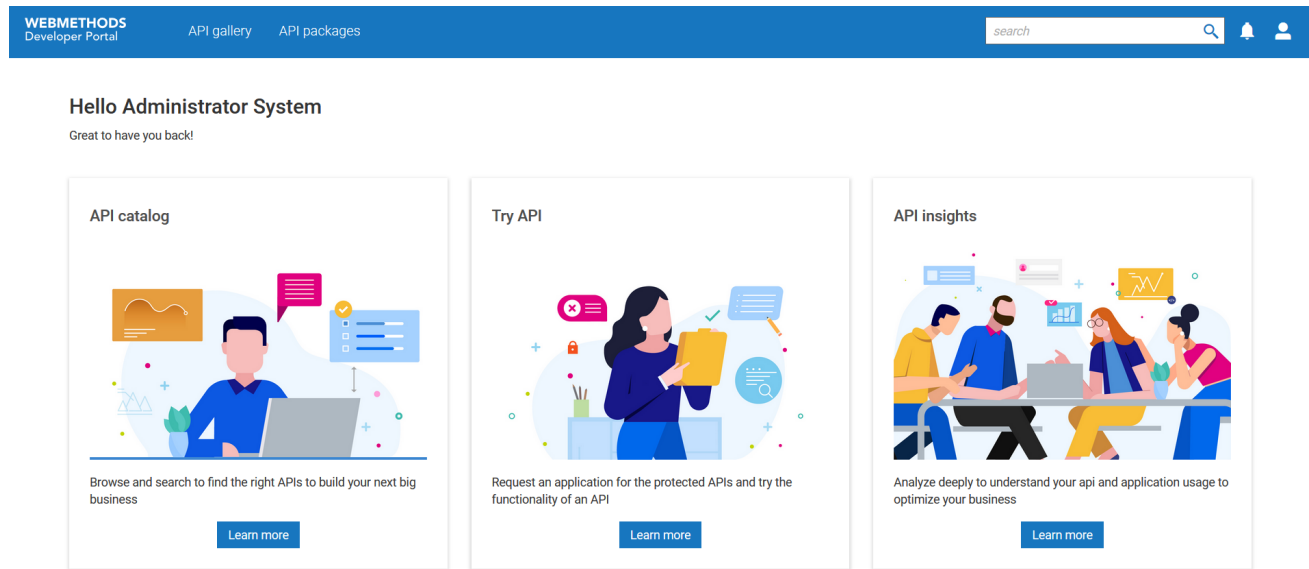 WEBMETHODS
Developer Portal
API gallery
API packages
search
Hello Administrator System
Great to have you back!
API catalog
Browse and search to find the right APIs to build your next big
business
Learn more
Try API
Request an application for the protected APIs and try the
functionality of an API
Learn more
API insights
Analyze deeply to understand your api and application usage to
optimize your business
Learn more